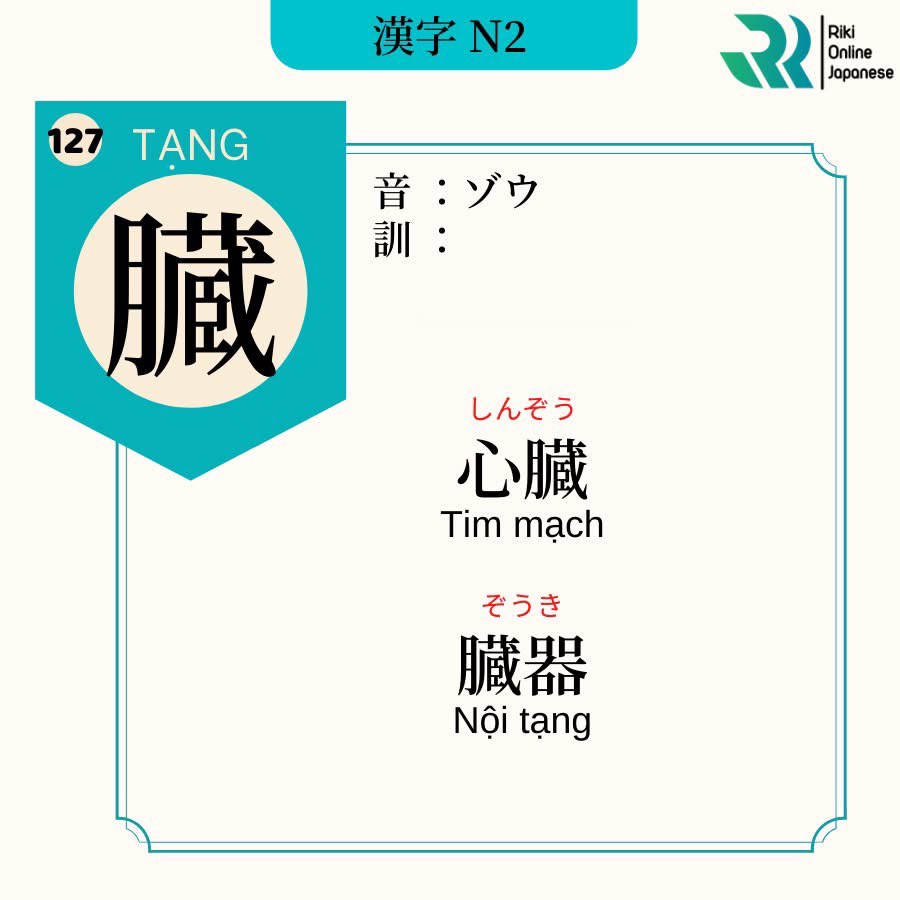 漢字 N2
Riki
Online
Japanese
127
TẠNG
臓
音 ：ゾウ
訓 ：
しんぞう
心臓
Tim mạch
ぞうき
臓器
Nội tạng